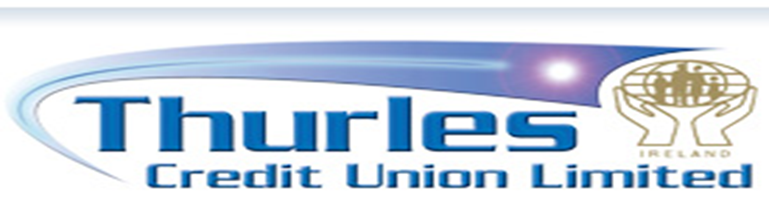 Thurles
IRELAND
Credit Union Limited